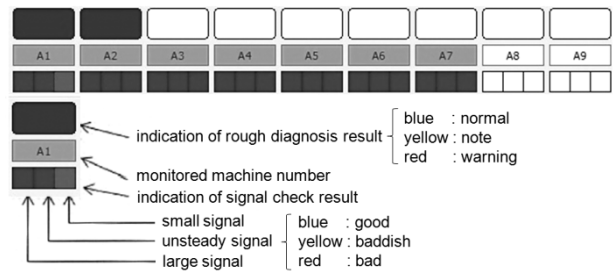 A1 A2 A3 A4 A5 A6 A7 A8 A9
indication of rough diagnosis result
blue : normal
yellow : note
red : warning
A1
monitored machine number
indication of signal check result
small signal
unsteady signal
large signal
blue : good
yellow : baddish
red : bad